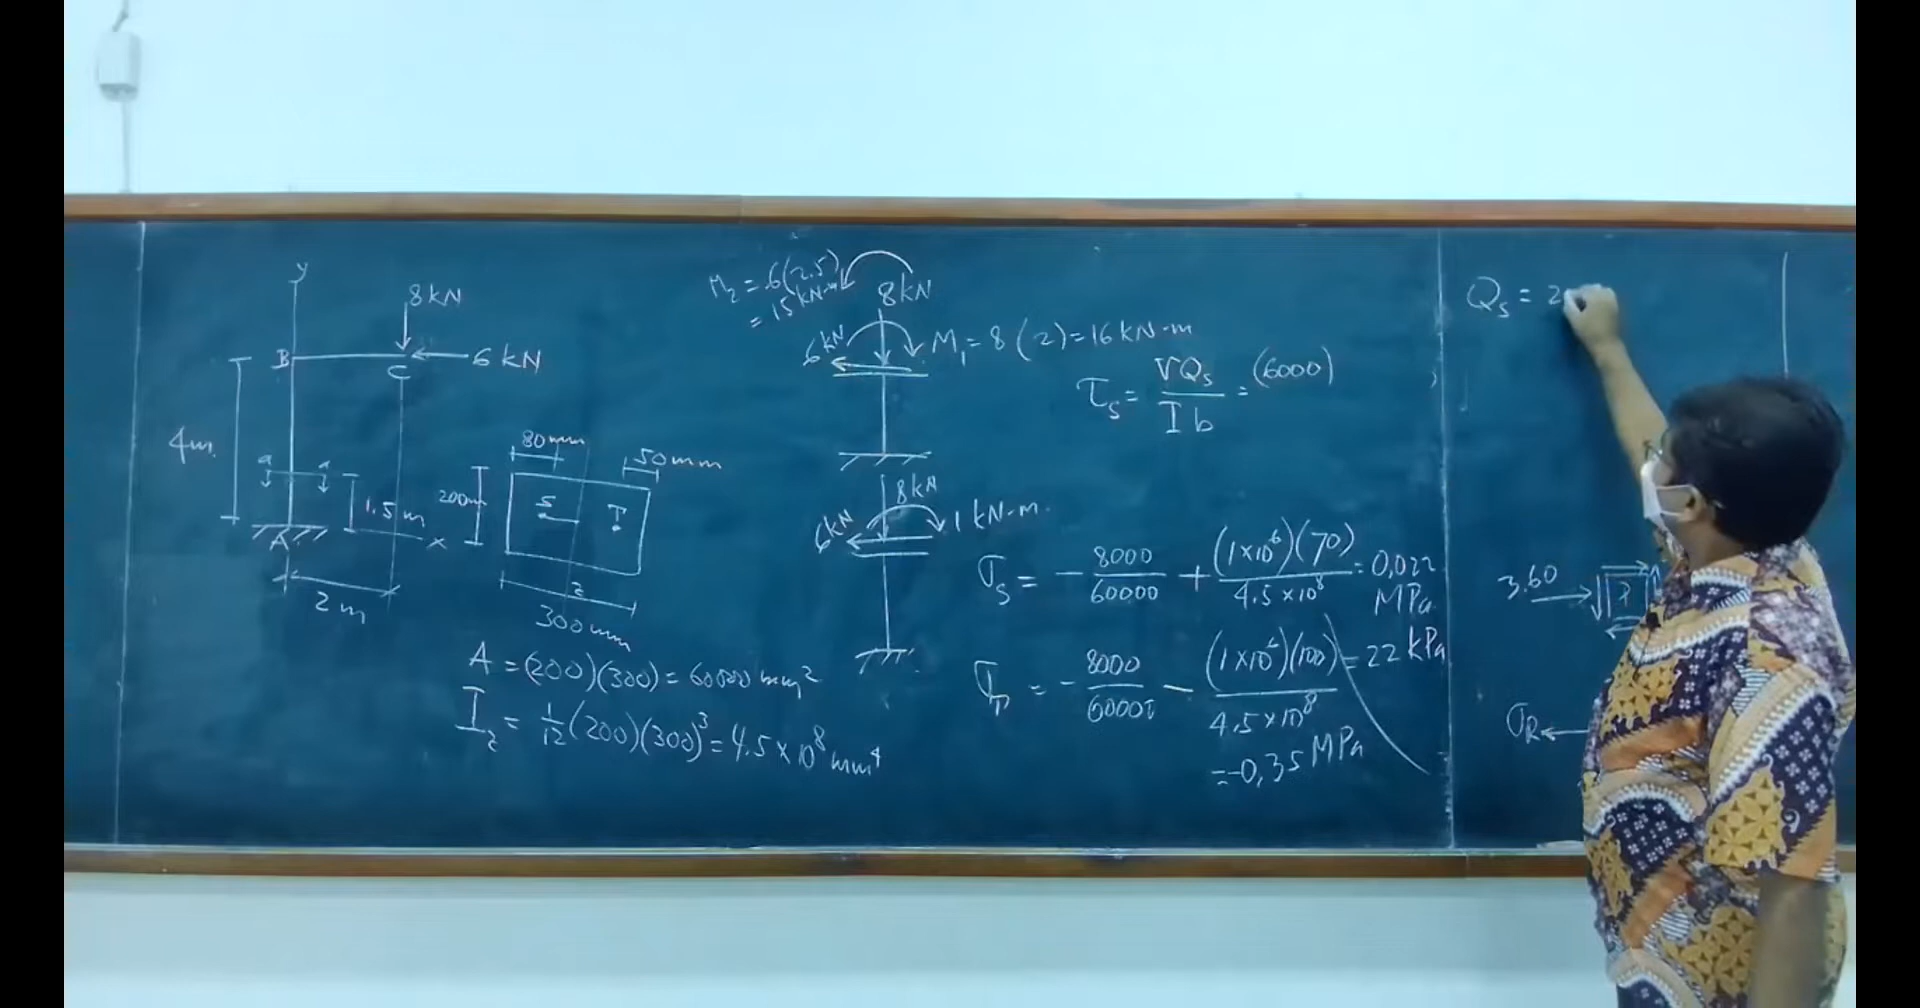 y
8 kN
B
C
6 kN
4 m.
a a
1.5 m
x
A
2 m
80 mm
50 mm
200
S
T
z
300 mm
A = (200)(300) = 60000 mm²
I_z = 1/12 (200)(300)³ = 4.5 × 10⁸ mm⁴
M₂ = 6(2.5)
= 15 kN-m
8 kN
6 kN
M₁ = 8 (2) = 16 kN-m
8 kN
6 kN
1 kN-m.
τ_s = VQ_s / I b = (6000)
σ_s = - 8000/60000 + (1×10⁶)(70)/4.5×10⁸ = 0,022 MPa
= 22 kPa
= - 8000/60000 - (1×10⁶)(100)/4.5×10⁸
= -0,35 MPa
Q_s = 2
3.60
σ_R